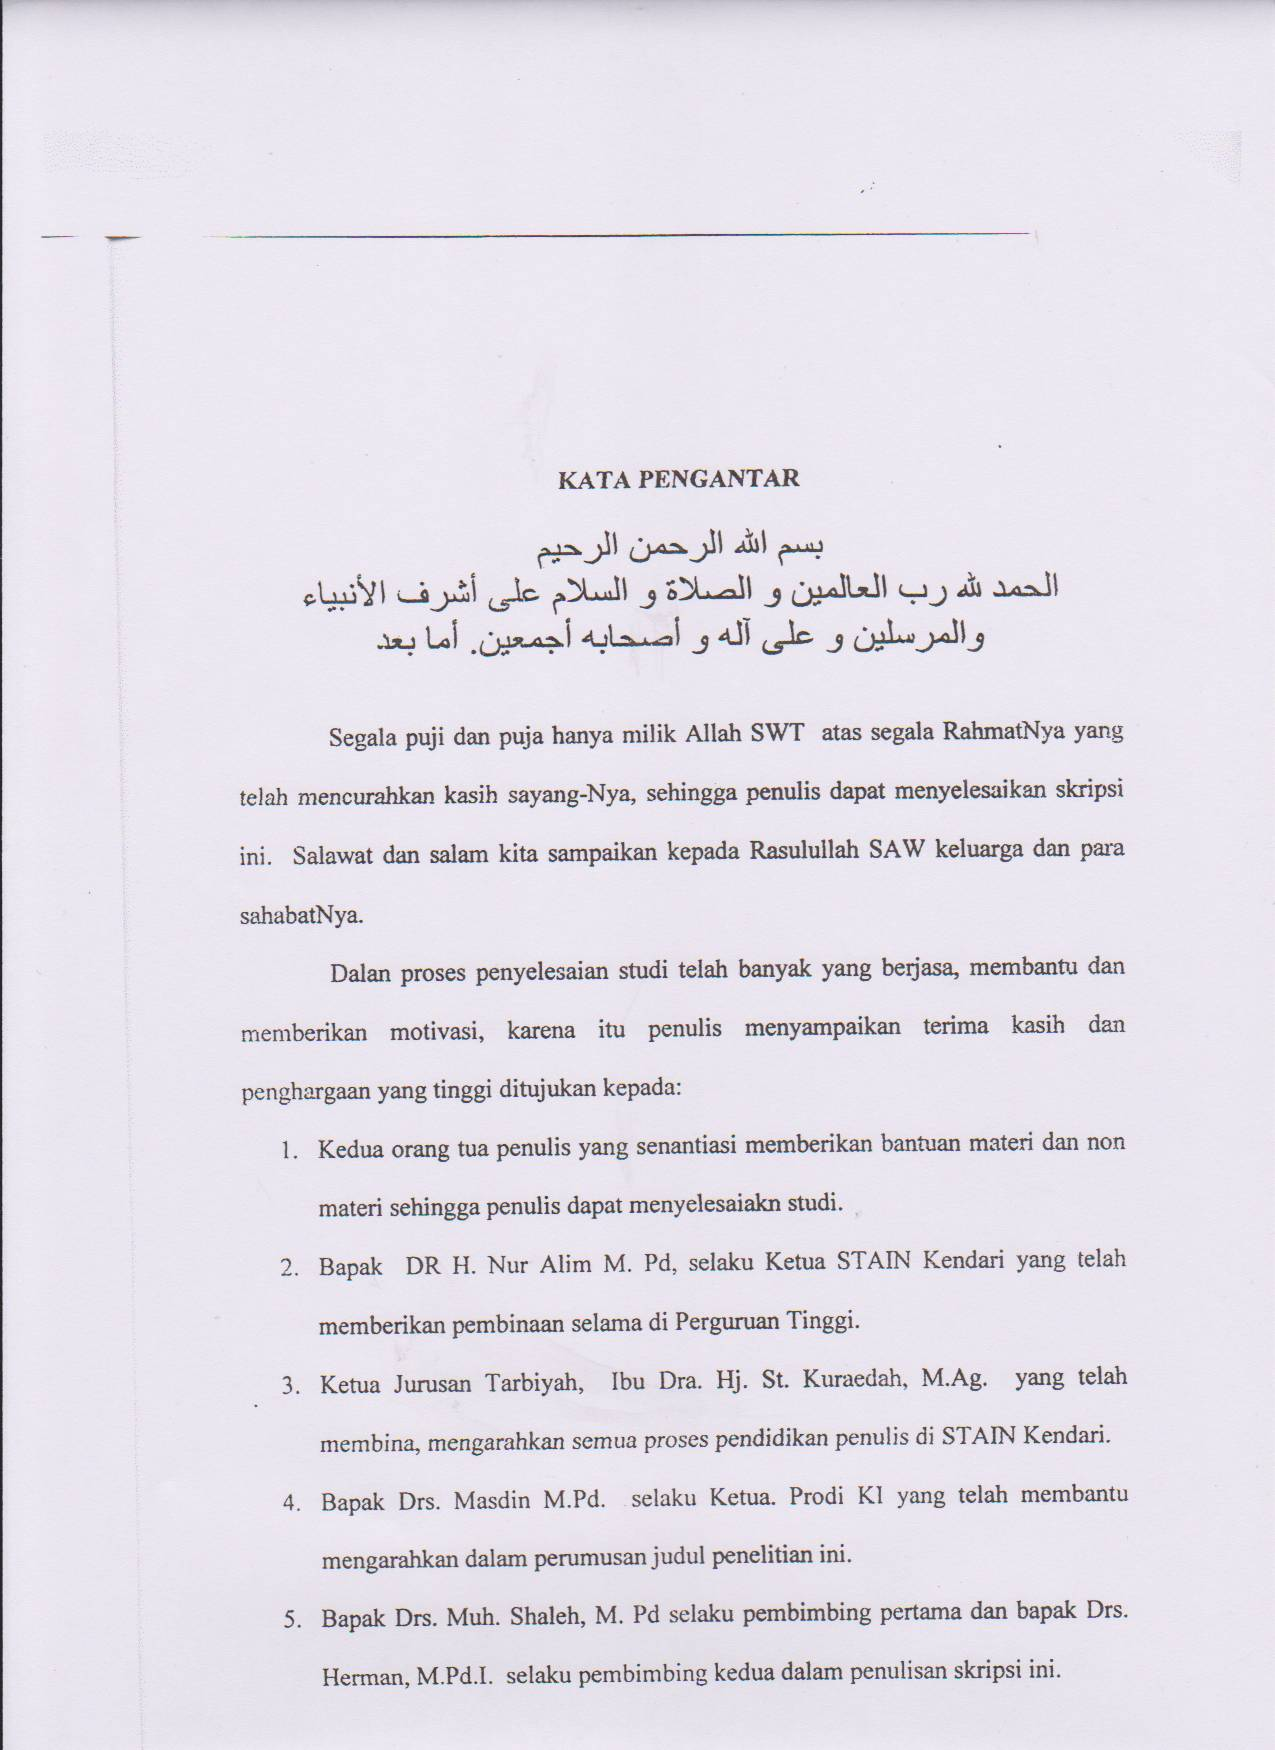 KATA PENGANTAR
بسم الله الرحمن الرحيم
الحمد لله رب العالمين و الصلاة و السلام على أشرف الأنبياء
والمرسلين و على آله و أصحابه أجمعين. أما بعد
Segala puji dan puja hanya milik Allah SWT atas segala RahmatNya yang
telah mencurahkan kasih sayang-Nya, sehingga penulis dapat menyelesaikan skripsi
ini. Salawat dan salam kita sampaikan kepada Rasulullah SAW keluarga dan para
sahabatNya.
Dalan proses penyelesaian studi telah banyak yang berjasa, membantu dan
memberikan motivasi, karena itu penulis menyampaikan terima kasih dan
penghargaan yang tinggi ditujukan kepada:
1. Kedua orang tua penulis yang senantiasi memberikan bantuan materi dan non
materi sehingga penulis dapat menyelesaiakn studi.
2. Bapak DR H. Nur Alim M. Pd, selaku Ketua STAIN Kendari yang telah
memberikan pembinaan selama di Perguruan Tinggi.
3. Ketua Jurusan Tarbiyah, Ibu Dra. Hj. St. Kuraedah, M.Ag. yang telah
membina, mengarahkan semua proses pendidikan penulis di STAIN Kendari.
4. Bapak Drs. Masdin M.Pd. selaku Ketua. Prodi KI yang telah membantu
mengarahkan dalam perumusan judul penelitian ini.
5. Bapak Drs. Muh. Shaleh, M. Pd selaku pembimbing pertama dan bapak Drs.
Herman, M.Pd.I. selaku pembimbing kedua dalam penulisan skripsi ini.